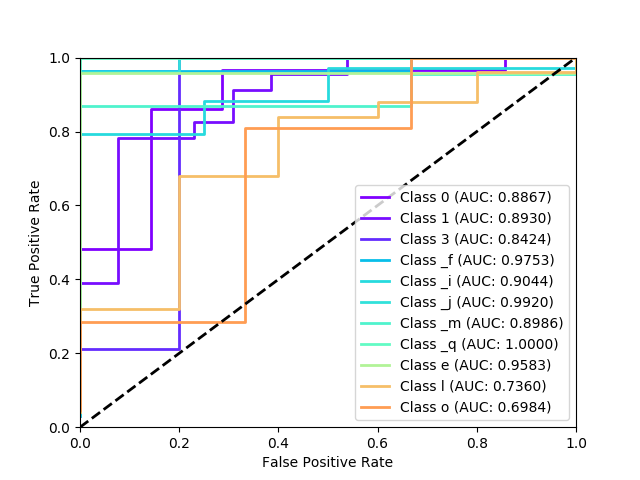 1.0
0.8
0.6
0.4
0.2
0.0
True Positive Rate
Class 0 (AUC: 0.8867)
Class 1 (AUC: 0.8930)
Class 3 (AUC: 0.8424)
Class _f (AUC: 0.9753)
Class _i (AUC: 0.9044)
Class _j (AUC: 0.9920)
Class _m (AUC: 0.8986)
Class _q (AUC: 1.0000)
Class e (AUC: 0.9583)
Class l (AUC: 0.7360)
Class o (AUC: 0.6984)
0.0 0.2 0.4 0.6 0.8 1.0
False Positive Rate